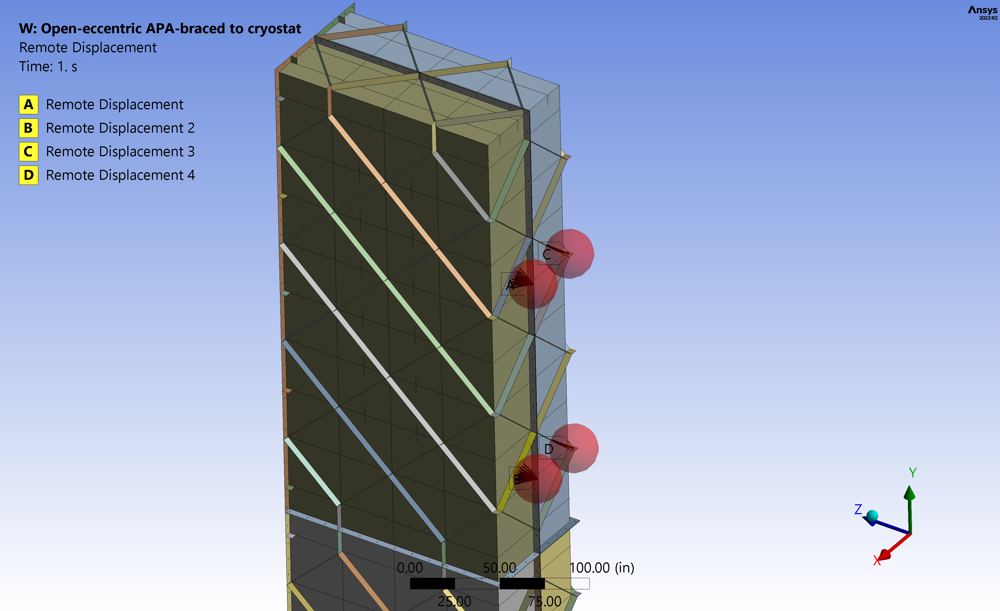 Ansys
2023 R2
W: Open-eccentric APA-braced to cryostat
Remote Displacement
Time: 1. s
A Remote Displacement
B Remote Displacement 2
C Remote Displacement 3
D Remote Displacement 4
C
A
D
B
Y
Z
X
0.00 50.00 100.00 (in)
25.00 75.00